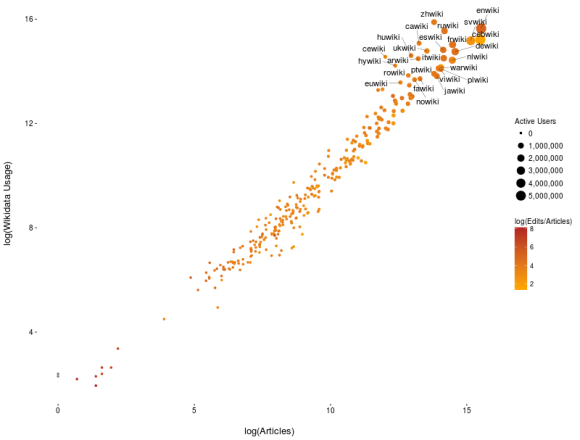 16
12
8
4
log(Wikidata Usage)
0
5
10
15
log(Articles)
enwiki
zhwiki
svwiki
cawiki
ruwiki
cebwiki
huwiki
eswiki
frwiki
dewiki
cewiki
ukwiki
hywiki
arwiki
itwiki
nlwiki
rowiki
ptwiki
warwiki
euwiki
viwiki
plwiki
fawiki
jawiki
nowiki
Active Users
0
1,000,000
2,000,000
3,000,000
4,000,000
5,000,000
log(Edits/Articles)
8
6
4
2